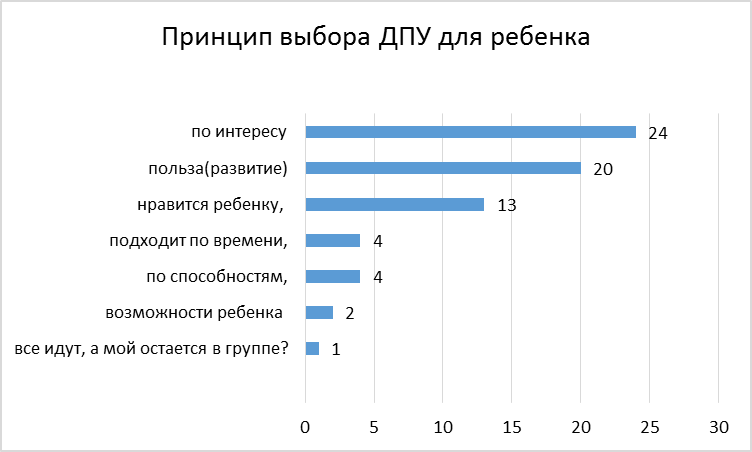 Принцип выбора ДПУ для ребенка
по интересу 24
польза(развитие) 20
нравится ребенку, 13
подходит по времени, 4
по способностям, 4
возможности ребенка 2
все идут, а мой остается в группе? 1
0 5 10 15 20 25 30